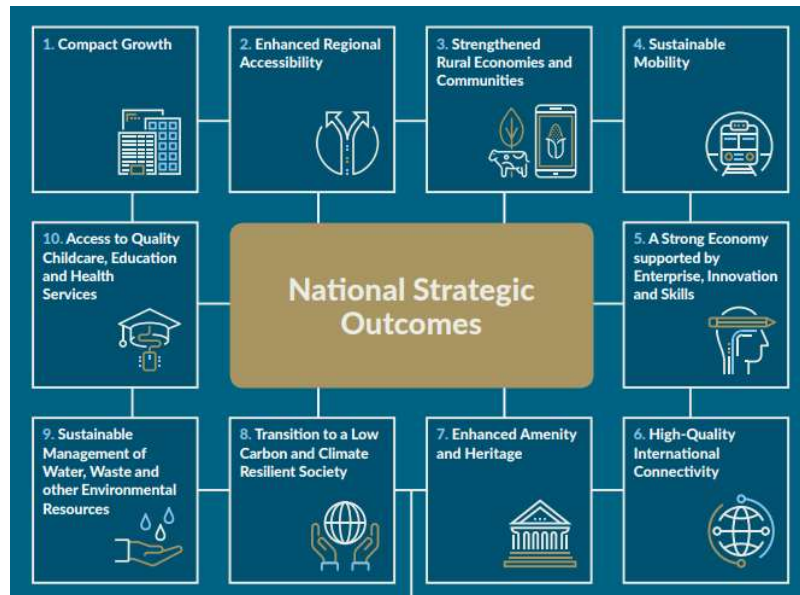 1. Compact Growth
2. Enhanced Regional
Accessibility
3. Strengthened
Rural Economies and
Communities
4. Sustainable
Mobility
10. Access to Quality
Childcare, Education
and Health
Services
National Strategic
Outcomes
5. A Strong Economy
supported by
Enterprise, Innovation
and Skills
9. Sustainable
Management of
Water, Waste and
other Environmental
Resources
8. Transition to a Low
Carbon and Climate
Resilient Society
7. Enhanced Amenity
and Heritage
6. High-Quality
International
Connectivity